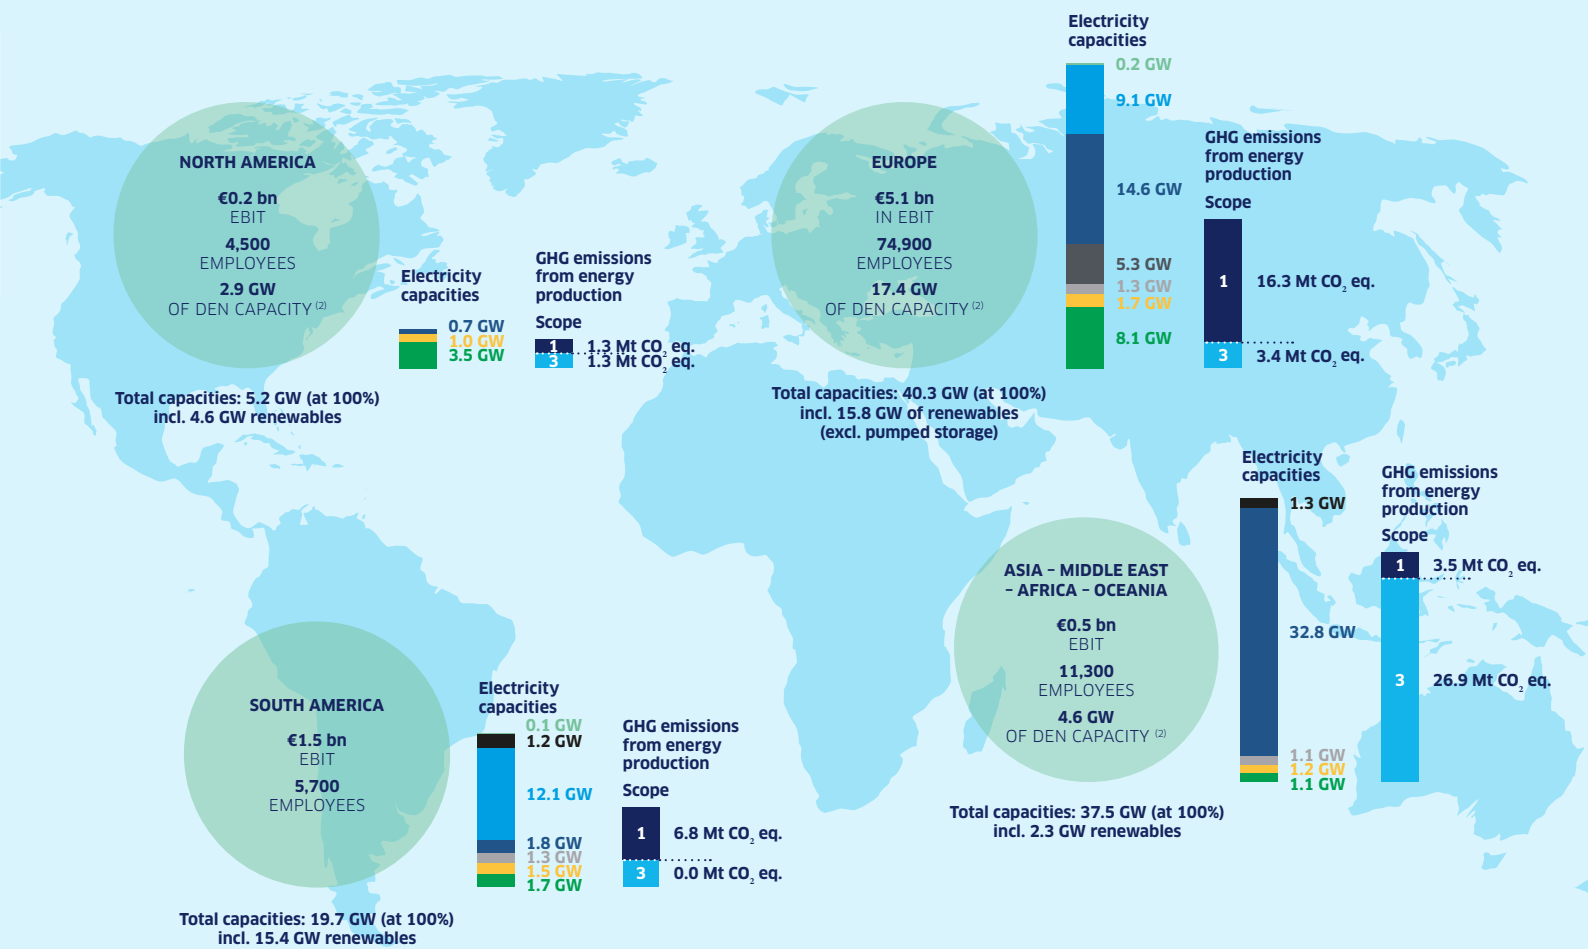 NORTH AMERICA
€0.2 bn
EBIT
4,500
EMPLOYEES
2.9 GW
OF DEN CAPACITY (2)
Electricity
capacities
0.7 GW
1.0 GW
3.5 GW
GHG emissions
from energy
production
Scope
1 1.3 Mt CO2 eq.
3 1.3 Mt CO2 eq.
Total capacities: 5.2 GW (at 100%)
incl. 4.6 GW renewables
EUROPE
€5.1 bn
IN EBIT
74,900
EMPLOYEES
17.4 GW
OF DEN CAPACITY (2)
Electricity
capacities
0.2 GW
9.1 GW
14.6 GW
5.3 GW
1.3 GW
1.7 GW
8.1 GW
GHG emissions
from energy
production
Scope
1 16.3 Mt CO2 eq.
3 3.4 Mt CO2 eq.
Total capacities: 40.3 GW (at 100%)
incl. 15.8 GW of renewables
(excl. pumped storage)
SOUTH AMERICA
€1.5 bn
EBIT
5,700
EMPLOYEES
Electricity
capacities
0.1 GW
1.2 GW
12.1 GW
1.8 GW
1.3 GW
1.5 GW
1.7 GW
GHG emissions
from energy
production
Scope
1 6.8 Mt CO2 eq.
3 0.0 Mt CO2 eq.
Total capacities: 19.7 GW (at 100%)
incl. 15.4 GW renewables
ASIA – MIDDLE EAST
– AFRICA – OCEANIA
€0.5 bn
EBIT
11,300
EMPLOYEES
4.6 GW
OF DEN CAPACITY (2)
Electricity
capacities
1.3 GW
32.8 GW
1.1 GW
1.2 GW
1.1 GW
GHG emissions
from energy
production
Scope
1 3.5 Mt CO2 eq.
3 26.9 Mt CO2 eq.
Total capacities: 37.5 GW (at 100%)
incl. 2.3 GW renewables